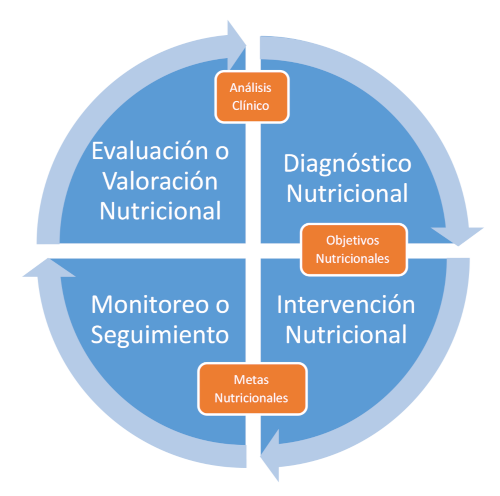 Análisis
Clínico
Evaluación o
Valoración
Nutricional
Diagnóstico
Nutricional
Objetivos
Nutricionales
Monitoreo o
Seguimiento
Intervención
Nutricional
Metas
Nutricionales